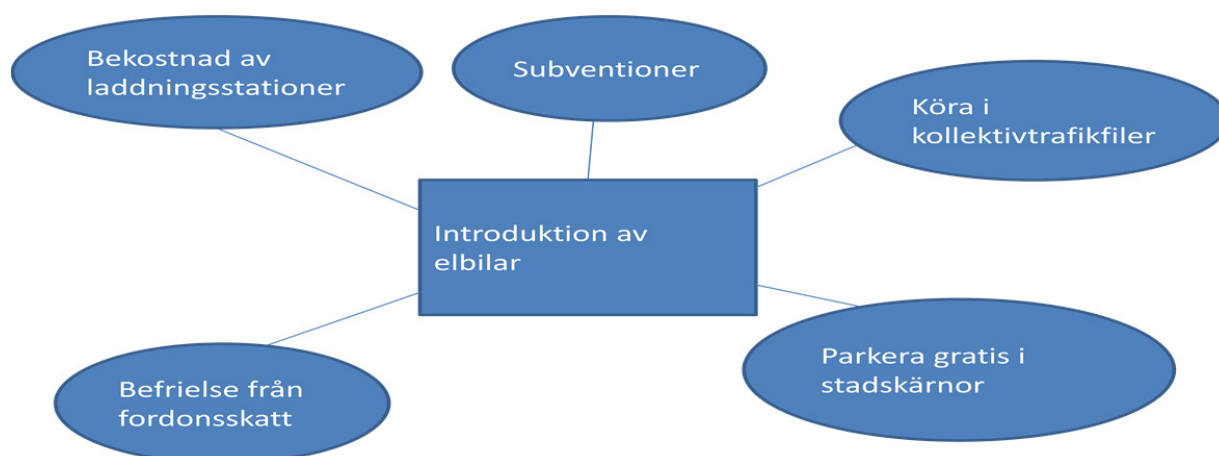 Bekostnad av
laddningsstationer
Subventioner
Köra i
kollektivtrafikfiler
Introduktion av
elbilar
Befrielse från
fordonsskatt
Parkera gratis i
stadskärnor